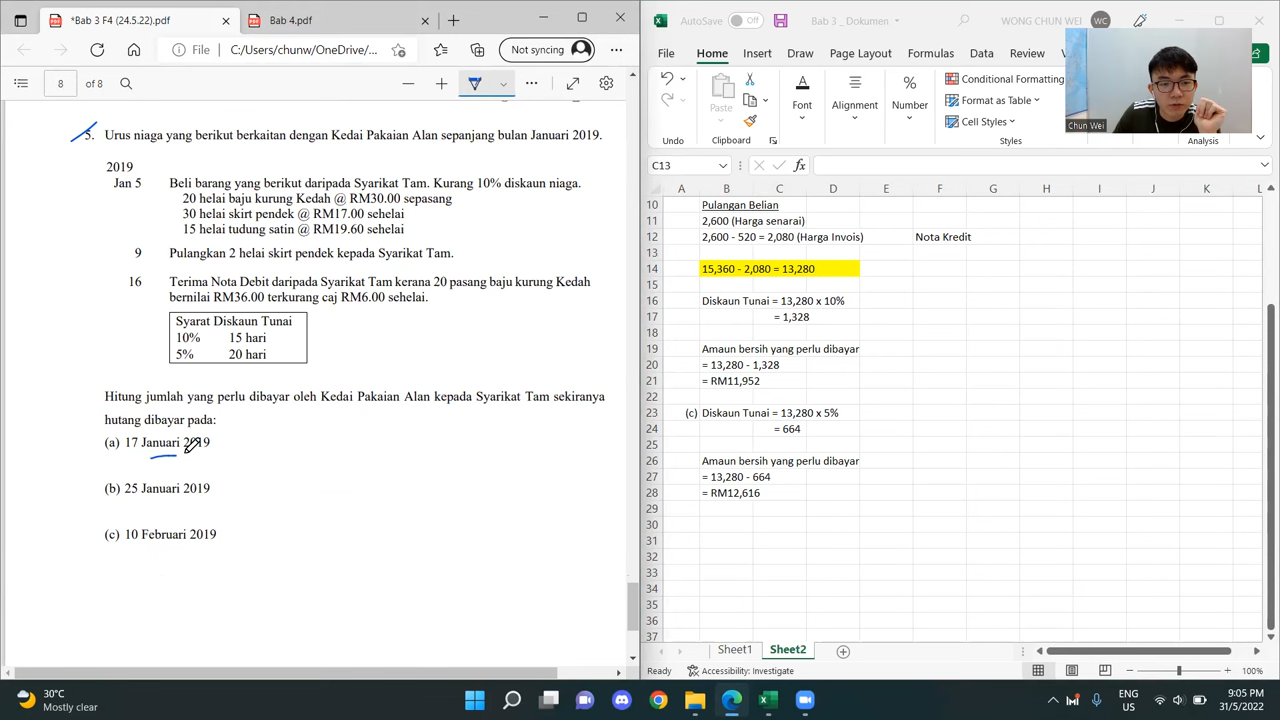 *Bab 3 F4 (24.5.22).pdf
Bab 4.pdf
File
C:/Users/chunw/OneDrive/...
Not syncing
8
of 8
5. Urus niaga yang berikut berkaitan dengan Kedai Pakaian Alan sepanjang bulan Januari 2019.
2019
Jan 5 Beli barang yang berikut daripada Syarikat Tam. Kurang 10% diskaun niaga.
20 helai baju kurung Kedah @ RM30.00 sepasang
30 helai skirt pendek @ RM17.00 sehelai
15 helai tudung satin @ RM19.60 sehelai
9 Pulangkan 2 helai skirt pendek kepada Syarikat Tam.
16 Terima Nota Debit daripada Syarikat Tam kerana 20 pasang baju kurung Kedah
bernilai RM36.00 terkurang caj RM6.00 sehelai.
Syarat Diskaun Tunai
10% 15 hari
5% 20 hari
Hitung jumlah yang perlu dibayar oleh Kedai Pakaian Alan kepada Syarikat Tam sekiranya
hutang dibayar pada:
(a) 17 Januari 2019
(b) 25 Januari 2019
(c) 10 Februari 2019
AutoSave Off
Bab 3 _ Dokumen
WONG CHUN WEI WC
File Home Insert Draw Page Layout Formulas Data Review
Undo
Paste
Clipboard
Font
Alignment
Number
Conditional Formatting
Format as Table
Cell Styles
Analysis
Chun Wei
C13
fx
A B C D E F G H I J K L
10 Pulangan Belian
11 2,600 (Harga senarai)
12 2,600 - 520 = 2,080 (Harga Invois) Nota Kredit
13
14 15,360 - 2,080 = 13,280
15
16 Diskaun Tunai = 13,280 x 10%
17 = 1,328
18
19 Amaun bersih yang perlu dibayar
20 = 13,280 - 1,328
21 = RM11,952
22
23 (c) Diskaun Tunai = 13,280 x 5%
24 = 664
25
26 Amaun bersih yang perlu dibayar
27 = 13,280 - 664
28 = RM12,616
29
30
31
32
33
34
35
36
37
Sheet1 Sheet2
Ready Accessibility: Investigate
100%
30°C
Mostly clear
ENG
US
9:05 PM
31/5/2022